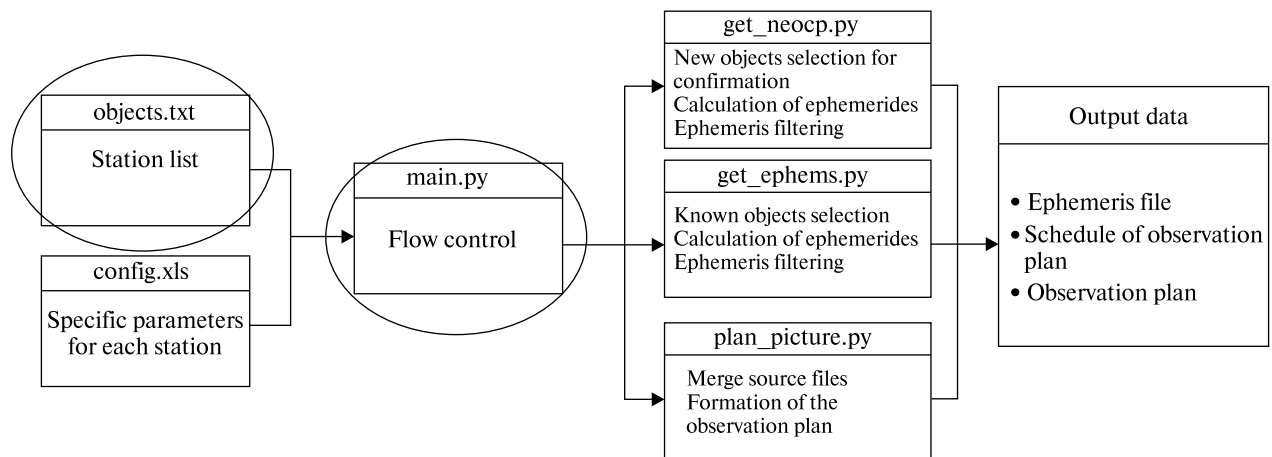 objects.txt
Station list
config.xls
Specific parameters
for each station
main.py
Flow control
get_neocp.py
New objects selection for
confirmation
Calculation of ephemerides
Ephemeris filtering
get_ephems.py
Known objects selection
Calculation of ephemerides
Ephemeris filtering
plan_picture.py
Merge source files
Formation of the
observation plan
Output data
• Ephemeris file
• Schedule of observation
plan
• Observation plan